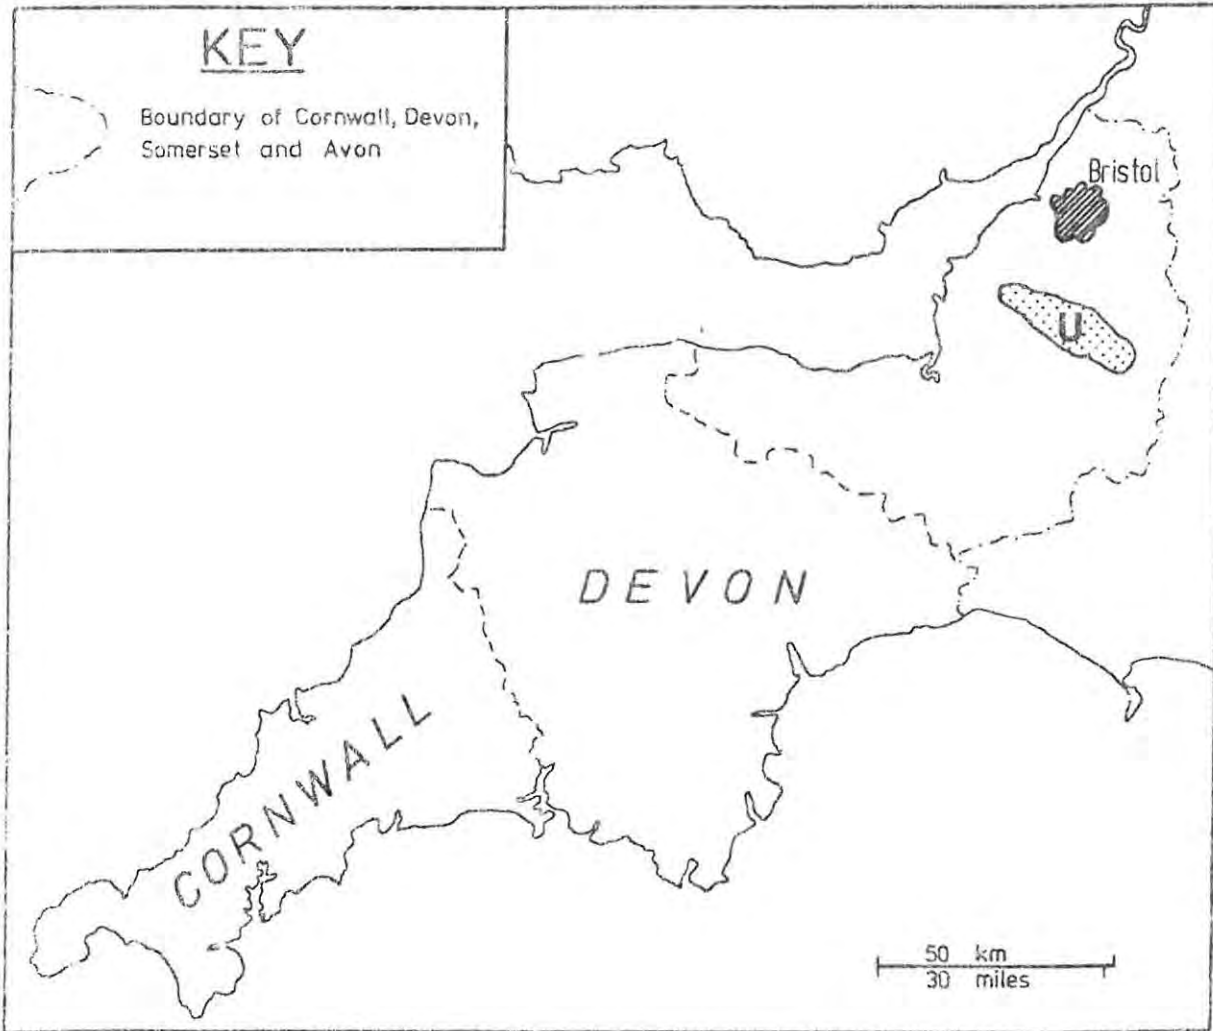 KEY
Boundary of Cornwall, Devon,
Somerset and Avon
Bristol
U
DEVON
CORNWALL
50 km
30 miles